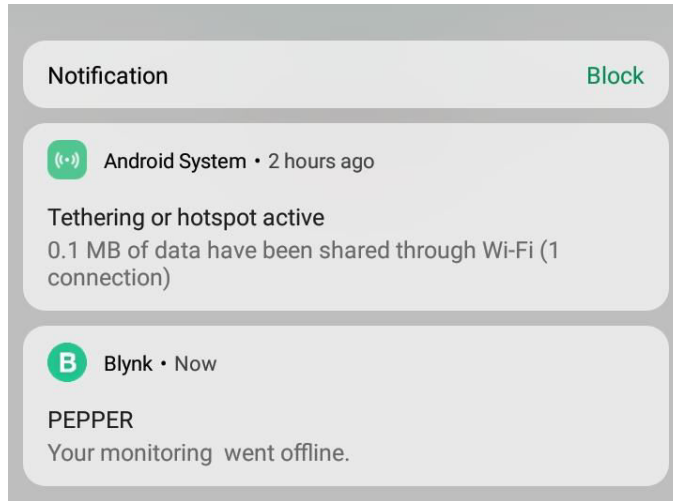 Notification Block
Android System • 2 hours ago
Tethering or hotspot active
0.1 MB of data have been shared through Wi-Fi (1
connection)
B Blynk • Now
PEPPER
Your monitoring  went offline.